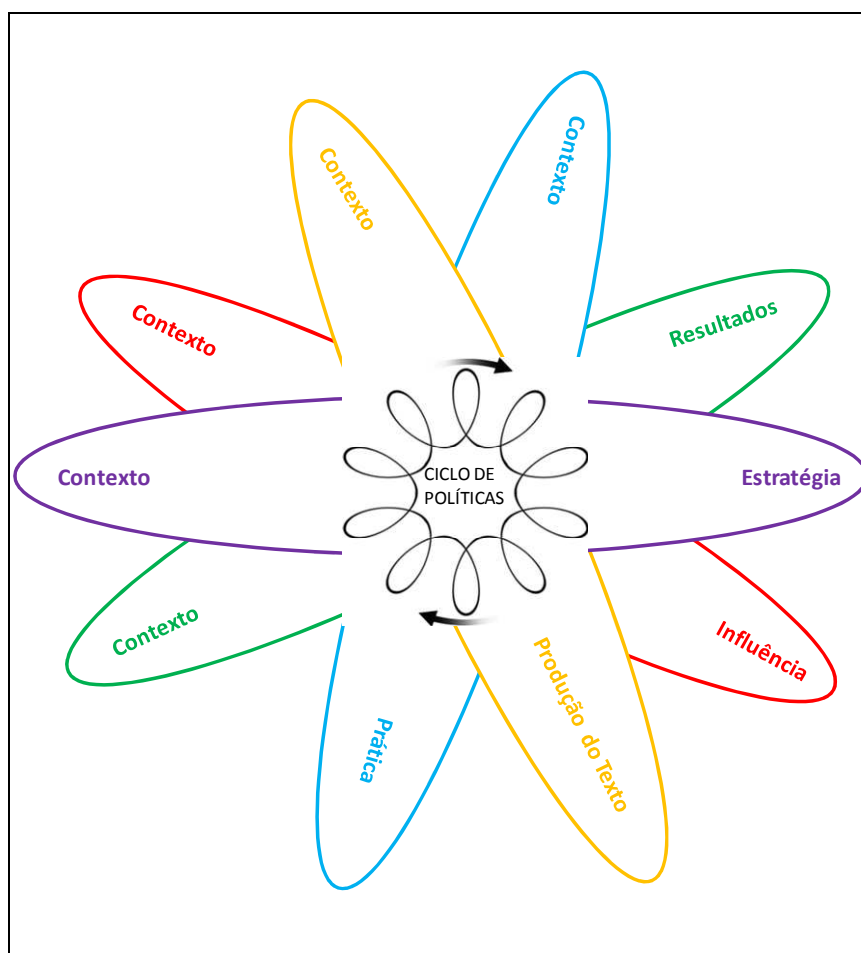 Contexto
Contexto
Resultados
Contexto
CICLO DE
POLÍTICAS
Contexto
Estratégia
Contexto
Influência
Prática
Produção do Texto